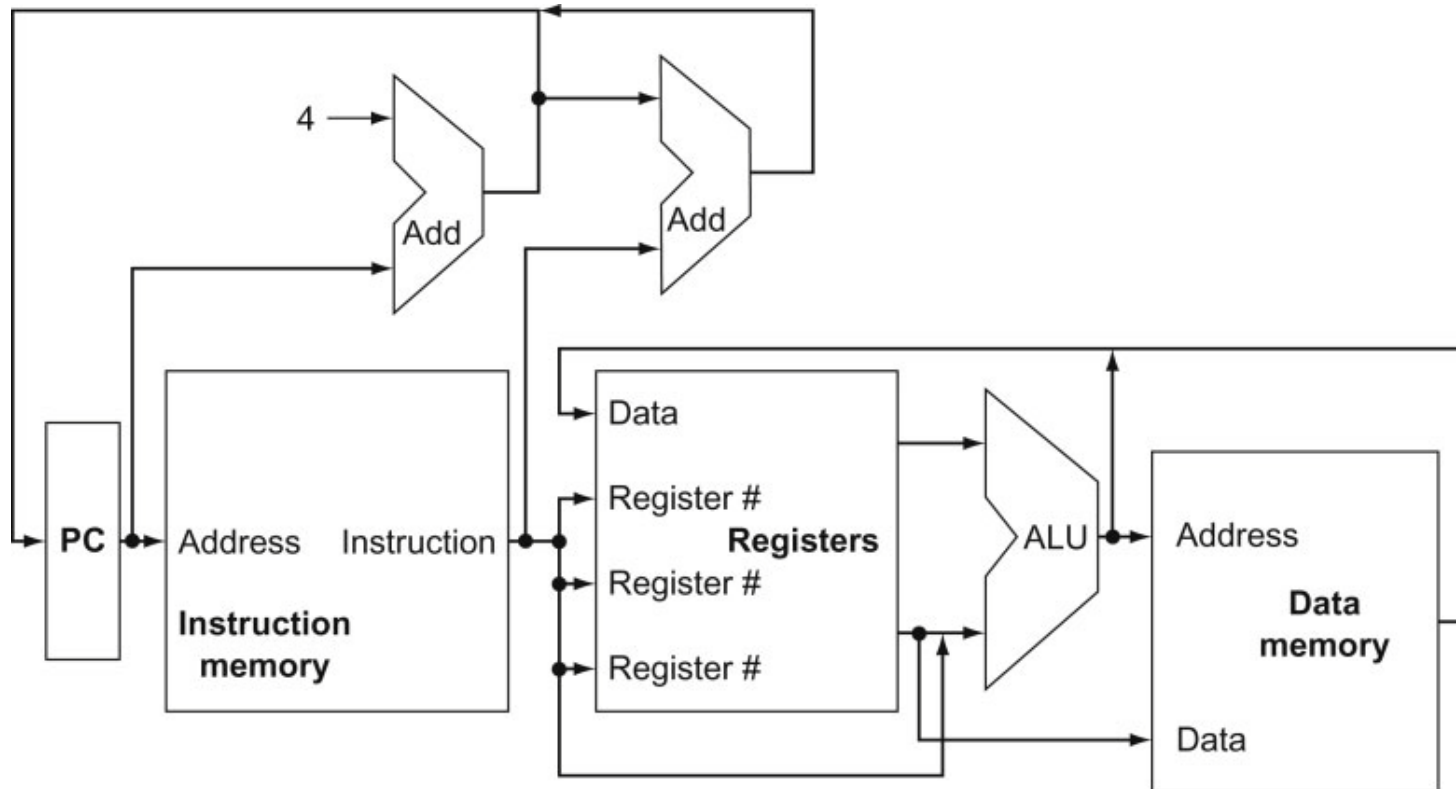 4
Add
Add
Data
Register #
PC
Address
Instruction
Registers
ALU
Address
Register #
Instruction
memory
Data
memory
Register #
Data